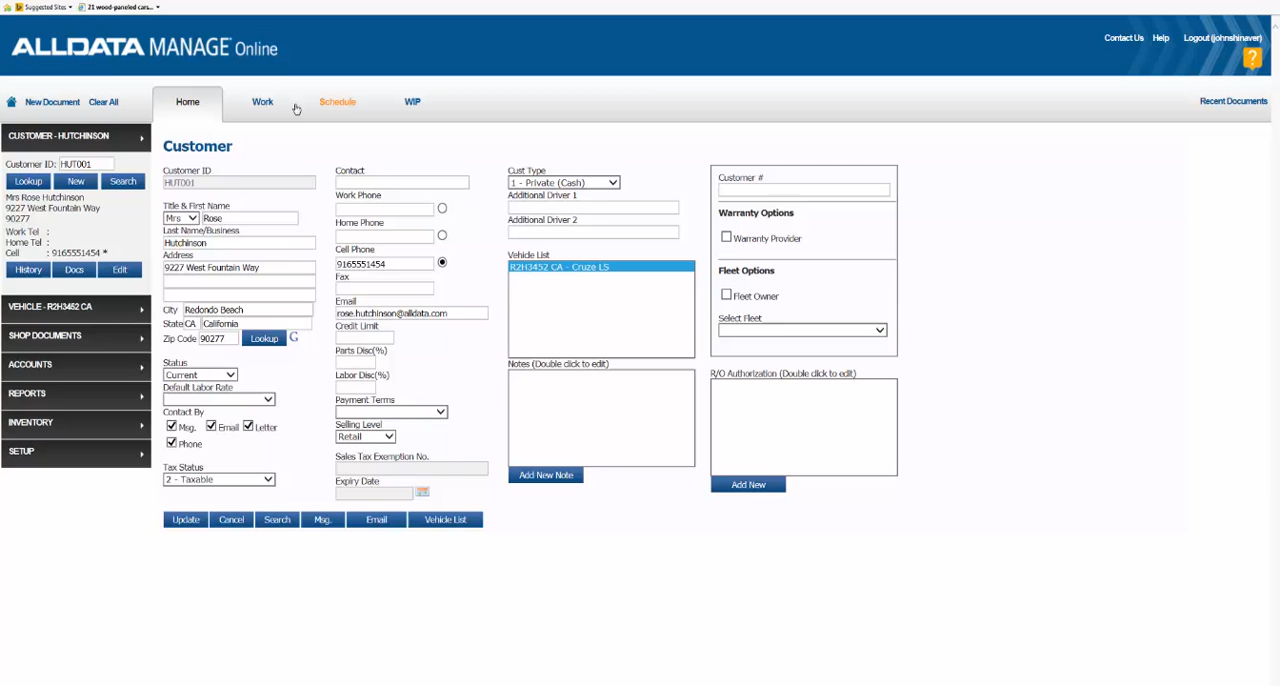 Suggested Sites
21 wood-paneled cars...
ALLDATA MANAGE Online
Contact Us Help Logout (johnshinaver)
?
New Document Clear All
Home Work Schedule WIP
Recent Documents
CUSTOMER - HUTCHINSON
Customer ID: HUT001
Lookup New Search
Mrs Rose Hutchinson
9227 West Fountain Way
90277
Work Tel :
Home Tel :
Cell : 9165551454 *
History Docs Edit
VEHICLE - R2H3452 CA
SHOP DOCUMENTS
ACCOUNTS
REPORTS
INVENTORY
SETUP
Customer
Customer ID
HUT001
Title & First Name
Mrs Rose
Last Name/Business
Hutchinson
Address
9227 West Fountain Way
City Redondo Beach
State CA California
Zip Code 90277 Lookup G
Status
Current
Default Labor Rate
Contact By
Msg. Email Letter
Phone
Tax Status
2 - Taxable
Contact
Work Phone
Home Phone
Cell Phone
9165551454
Fax
Email
rose.hutchinson@alldata.com
Credit Limit
Parts Disc(%)
Labor Disc(%)
Payment Terms
Selling Level
Retail
Sales Tax Exemption No.
Expiry Date
Cust Type
1 - Private (Cash)
Additional Driver 1
Additional Driver 2
Vehicle List
R2H3452 CA - Cruze LS
Notes (Double click to edit)
Add New Note
Customer #
Warranty Options
Warranty Provider
Fleet Options
Fleet Owner
Select Fleet
R/O Authorization (Double click to edit)
Add New
Update Cancel Search Msg. Email Vehicle List